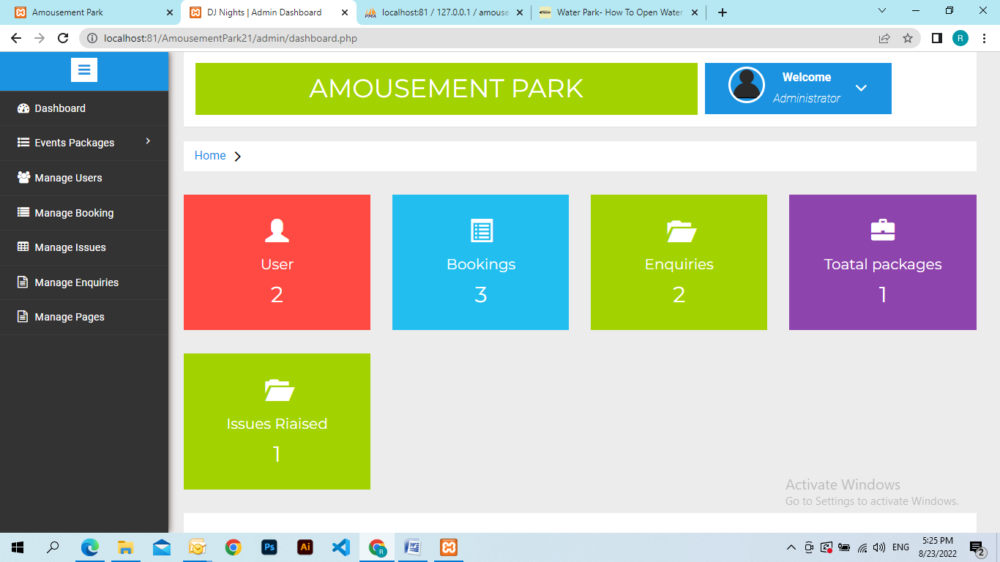 Amousement Park
DJ Nights | Admin Dashboard
localhost:81 / 127.0.0.1 / amouse
Water Park- How To Open Water
localhost:81/AmousementPark21/admin/dashboard.php
R
AMOUSEMENT PARK
Welcome
Administrator
Dashboard
Events Packages
Manage Users
Manage Booking
Manage Issues
Manage Enquiries
Manage Pages
Home
User
2
Bookings
3
Enquiries
2
Toatal packages
1
Issues Riaised
1
Activate Windows
Go to Settings to activate Windows.
Ps
Ai
R
ENG
5:25 PM
8/23/2022
2